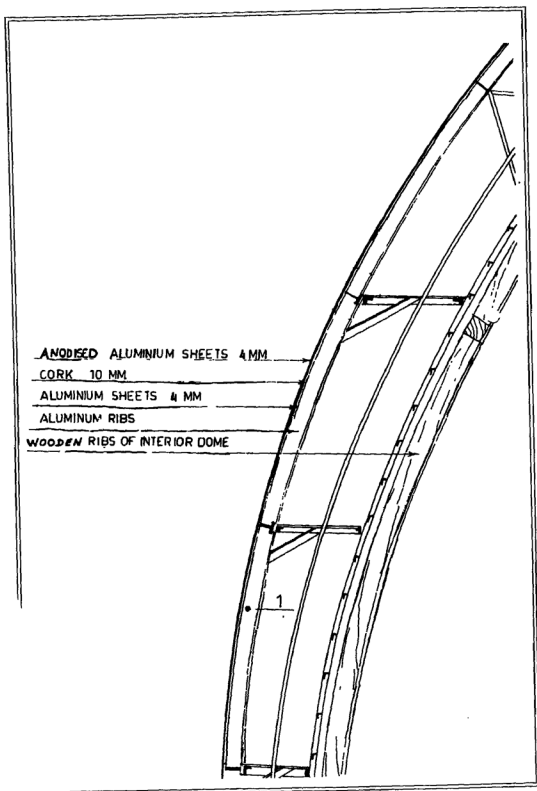 ANODISED ALUMINIUM SHEETS 4 MM
CORK 10 MM
ALUMINIUM SHEETS 4 MM
ALUMINUM RIBS
WOODEN RIBS OF INTERIOR DOME
1